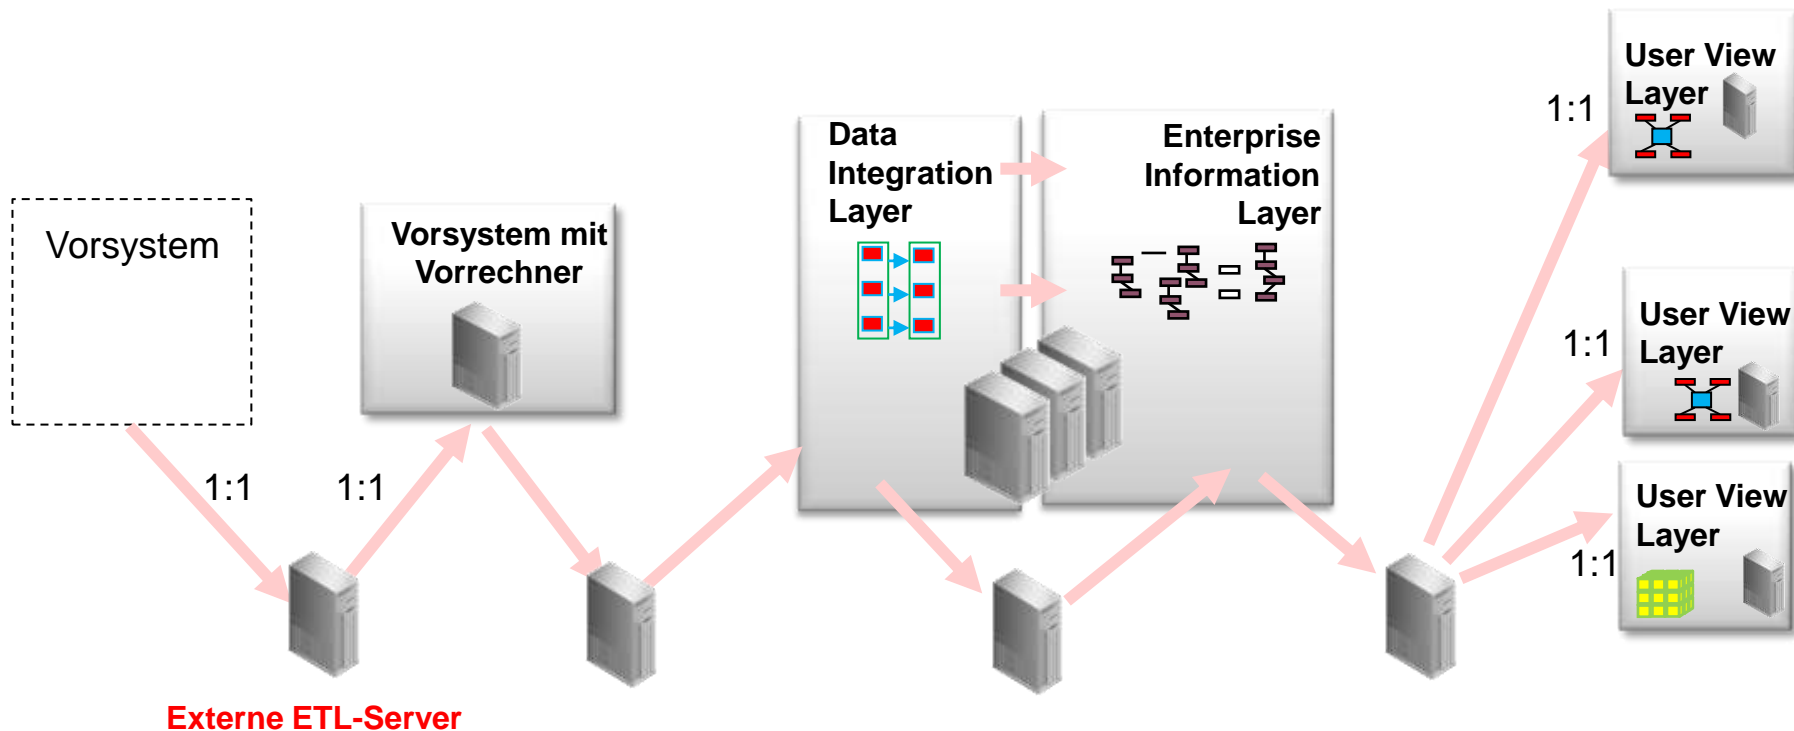 Vorsystem
1:1
1:1
Externe ETL-Server
Vorsystem mit
Vorrechner
Data
Integration
Layer
Enterprise
Information
Layer
1:1
User View
Layer
1:1
User View
Layer
1:1
User View
Layer